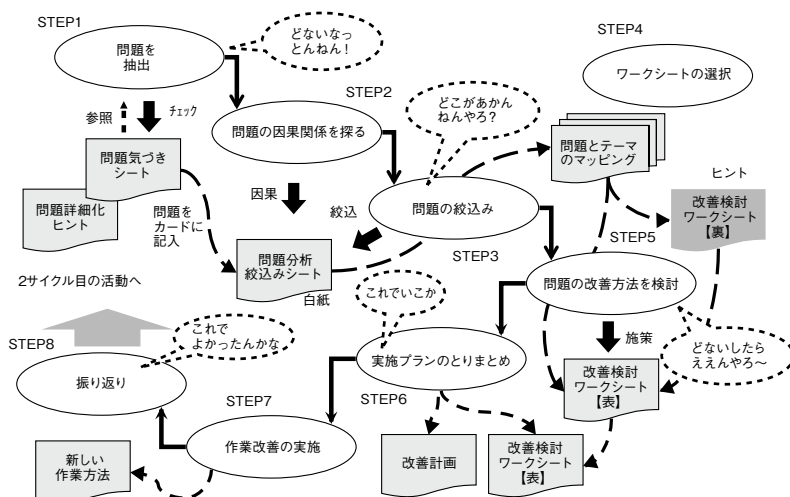 STEP1
問題を
抽出
どないなっ
とんねん！
参照
チェック
問題気づき
シート
問題詳細化
ヒント
STEP2
問題の因果関係を探る
因果
問題を
カードに
記入
問題分析
絞込みシート
白紙
どこがあかん
ねんやろ？
絞込
問題の絞込み
STEP3
STEP4
ワークシートの選択
問題とテーマ
のマッピング
ヒント
改善検討
ワークシート
【裏】
STEP5
問題の改善方法を検討
施策
どないしたら
ええんやろ～
改善検討
ワークシート
【表】
これでいこか
実施プランのとりまとめ
STEP6
改善計画
改善検討
ワークシート
【表】
STEP7
作業改善の実施
新しい
作業方法
2サイクル目の活動へ
STEP8
これで
よかったんかな
振り返り